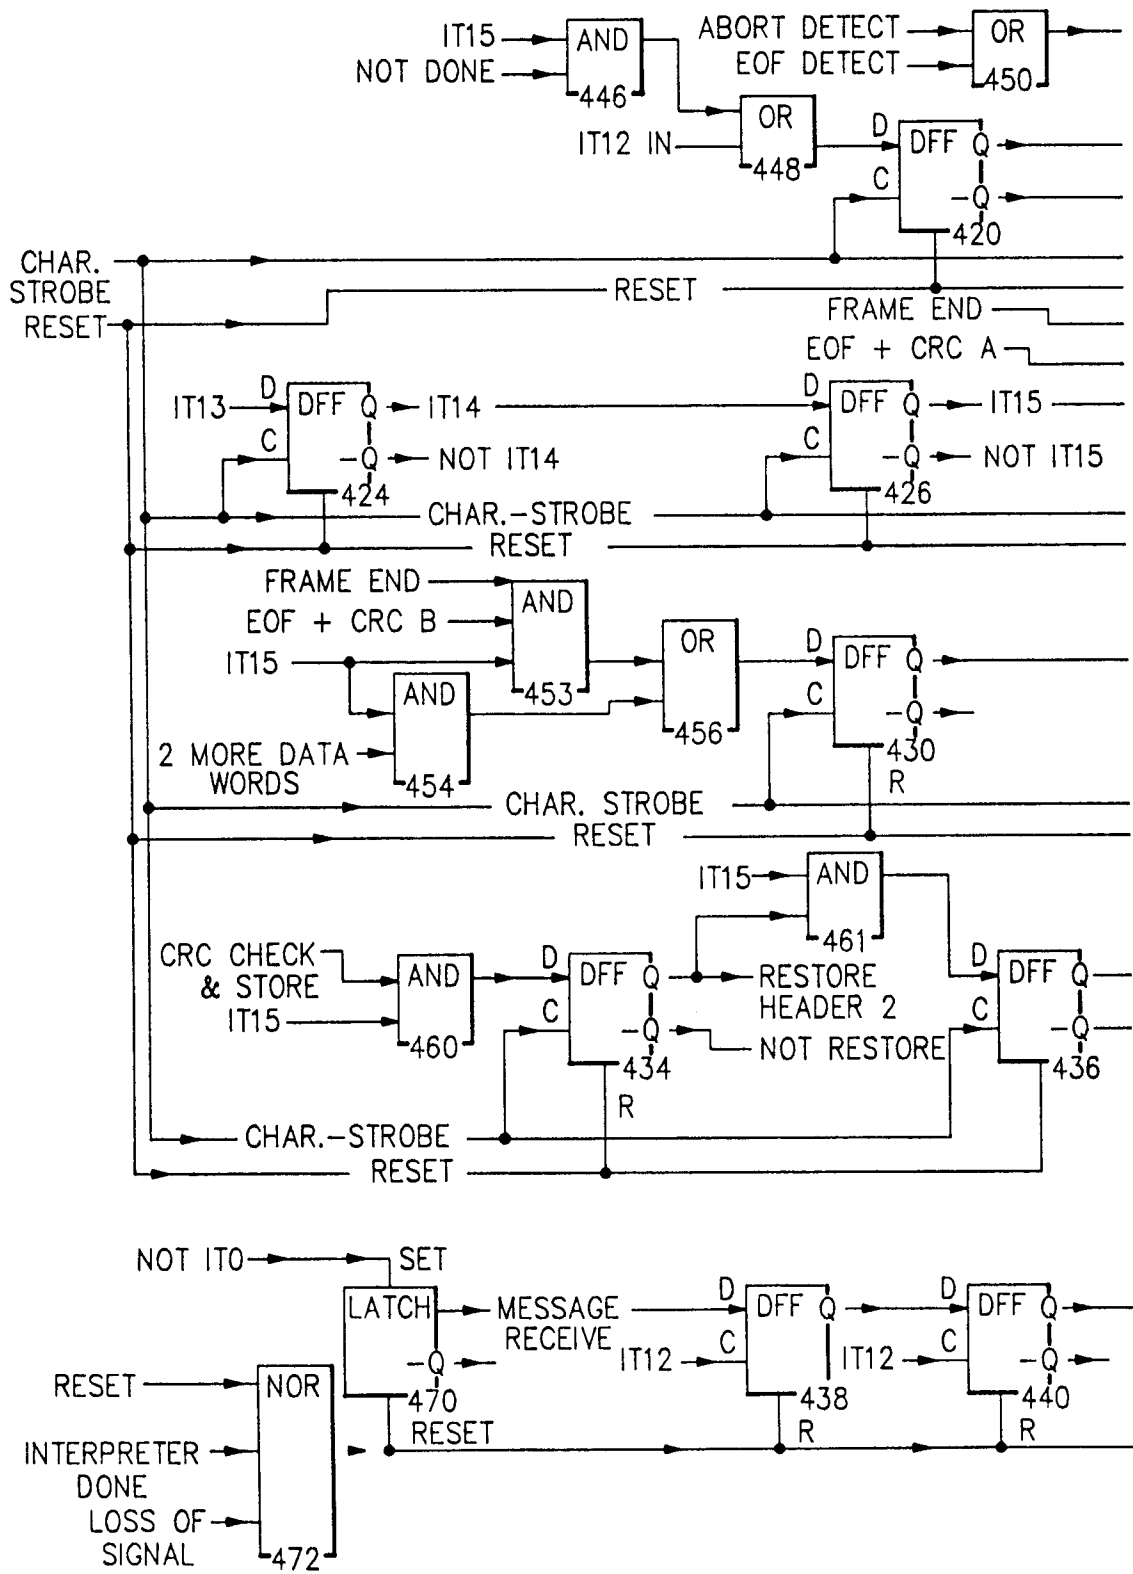 IT15
AND
NOT DONE
446
ABORT DETECT
EOF DETECT
OR
450
IT12 IN
OR
448
D
DFF Q
C
-Q
420
CHAR.
STROBE
RESET
RESET
FRAME END
EOF + CRC A
IT13
D
DFF Q
IT14
C
-Q
NOT IT14
424
D
DFF Q
IT15
C
-Q
NOT IT15
426
CHAR.-STROBE
RESET
FRAME END
EOF + CRC B
IT15
AND
453
AND
2 MORE DATA
WORDS
454
OR
456
D
DFF Q
C
-Q
430
R
CHAR. STROBE
RESET
IT15
AND
461
CRC CHECK
& STORE
IT15
AND
460
D
DFF Q
C
-Q
434
R
RESTORE
HEADER 2
NOT RESTORE
D
DFF Q
C
-Q
436
CHAR.-STROBE
RESET
NOT IT0
SET
LATCH
-Q
470
MESSAGE
RECEIVE
RESET
D
DFF Q
IT12
C
438
R
D
DFF Q
IT12
C
-Q
440
R
RESET
NOR
INTERPRETER
DONE
LOSS OF
SIGNAL
472